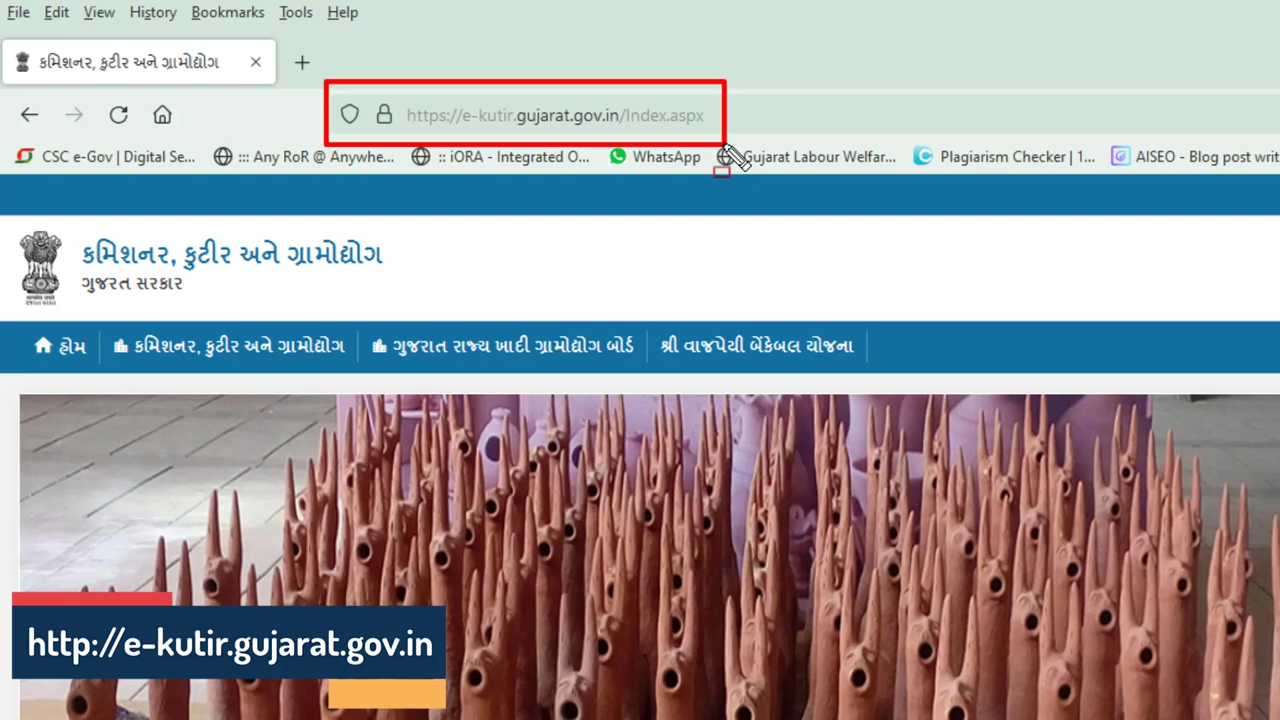 File Edit View History Bookmarks Tools Help
કમિશનર, કુટીર અને ગ્રામોદ્યોગ
https://e-kutir.gujarat.gov.in/Index.aspx
CSC e-Gov | Digital Se... ::: Any RoR @ Anywhe... :: iORA - Integrated O... WhatsApp Gujarat Labour Welfar... Plagiarism Checker | 1... AISEO - Blog post writ
કમિશનર, કુટીર અને ગ્રામોદ્યોગ
ગુજરત સરકાર
હોમ કમિશનર, કુટીર અને ગ્રામોદ્યોગ ગુજરાત રાજ્ય ખાદી ગ્રામોદ્યોગ બોર્ડ શ્રી વાજપેયી બેંકેબલ યોજના
http://e-kutir.gujarat.gov.in